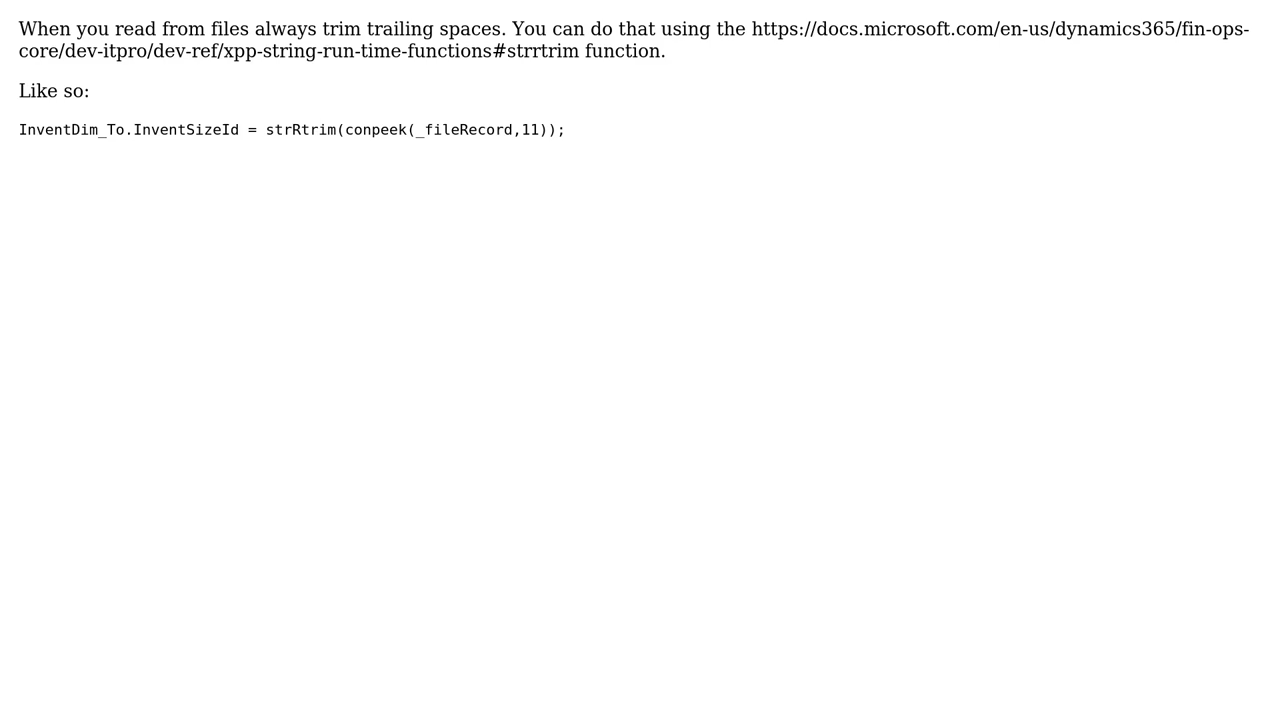 When you read from files always trim trailing spaces. You can do that using the https://docs.microsoft.com/en-us/dynamics365/fin-ops-
core/dev-itpro/dev-ref/xpp-string-run-time-functions#strrtrim function.
Like so:
InventDim_To.InventSizeId = strRtrim(conpeek(_fileRecord,11));